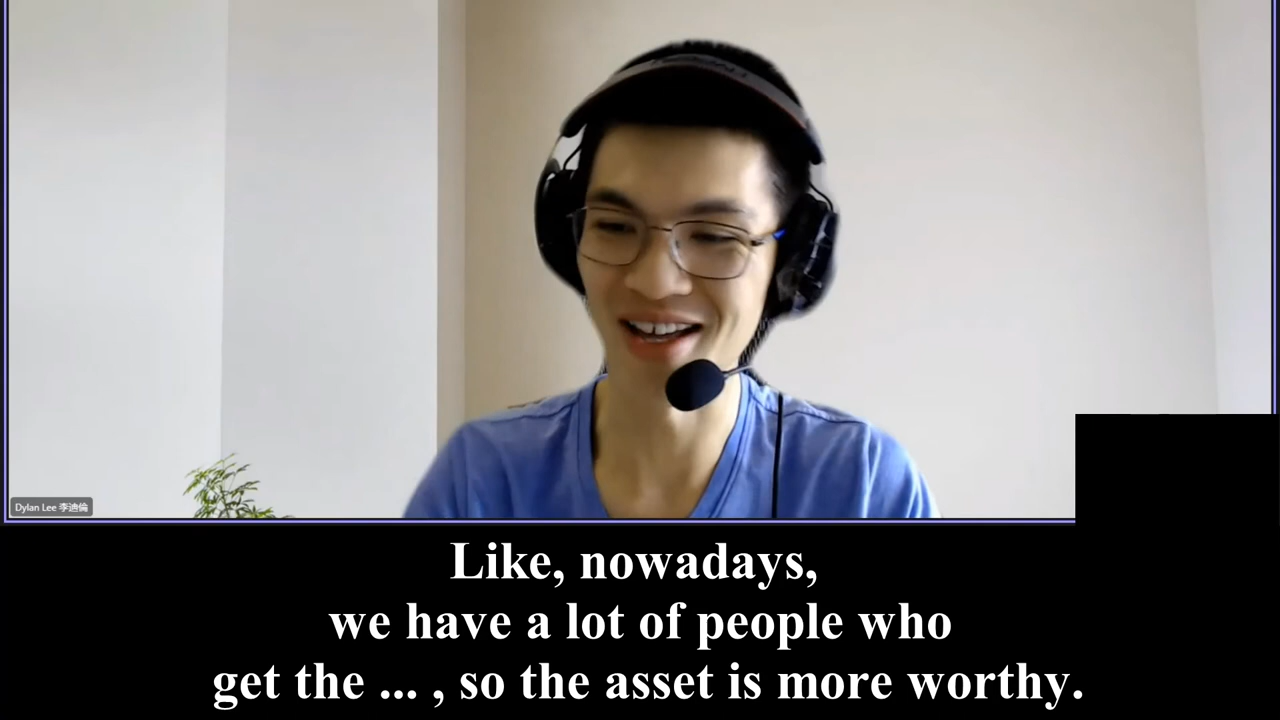 Dylan Lee 李迪倫
Like, nowadays,
we have a lot of people who
get the ... , so the asset is more worthy.